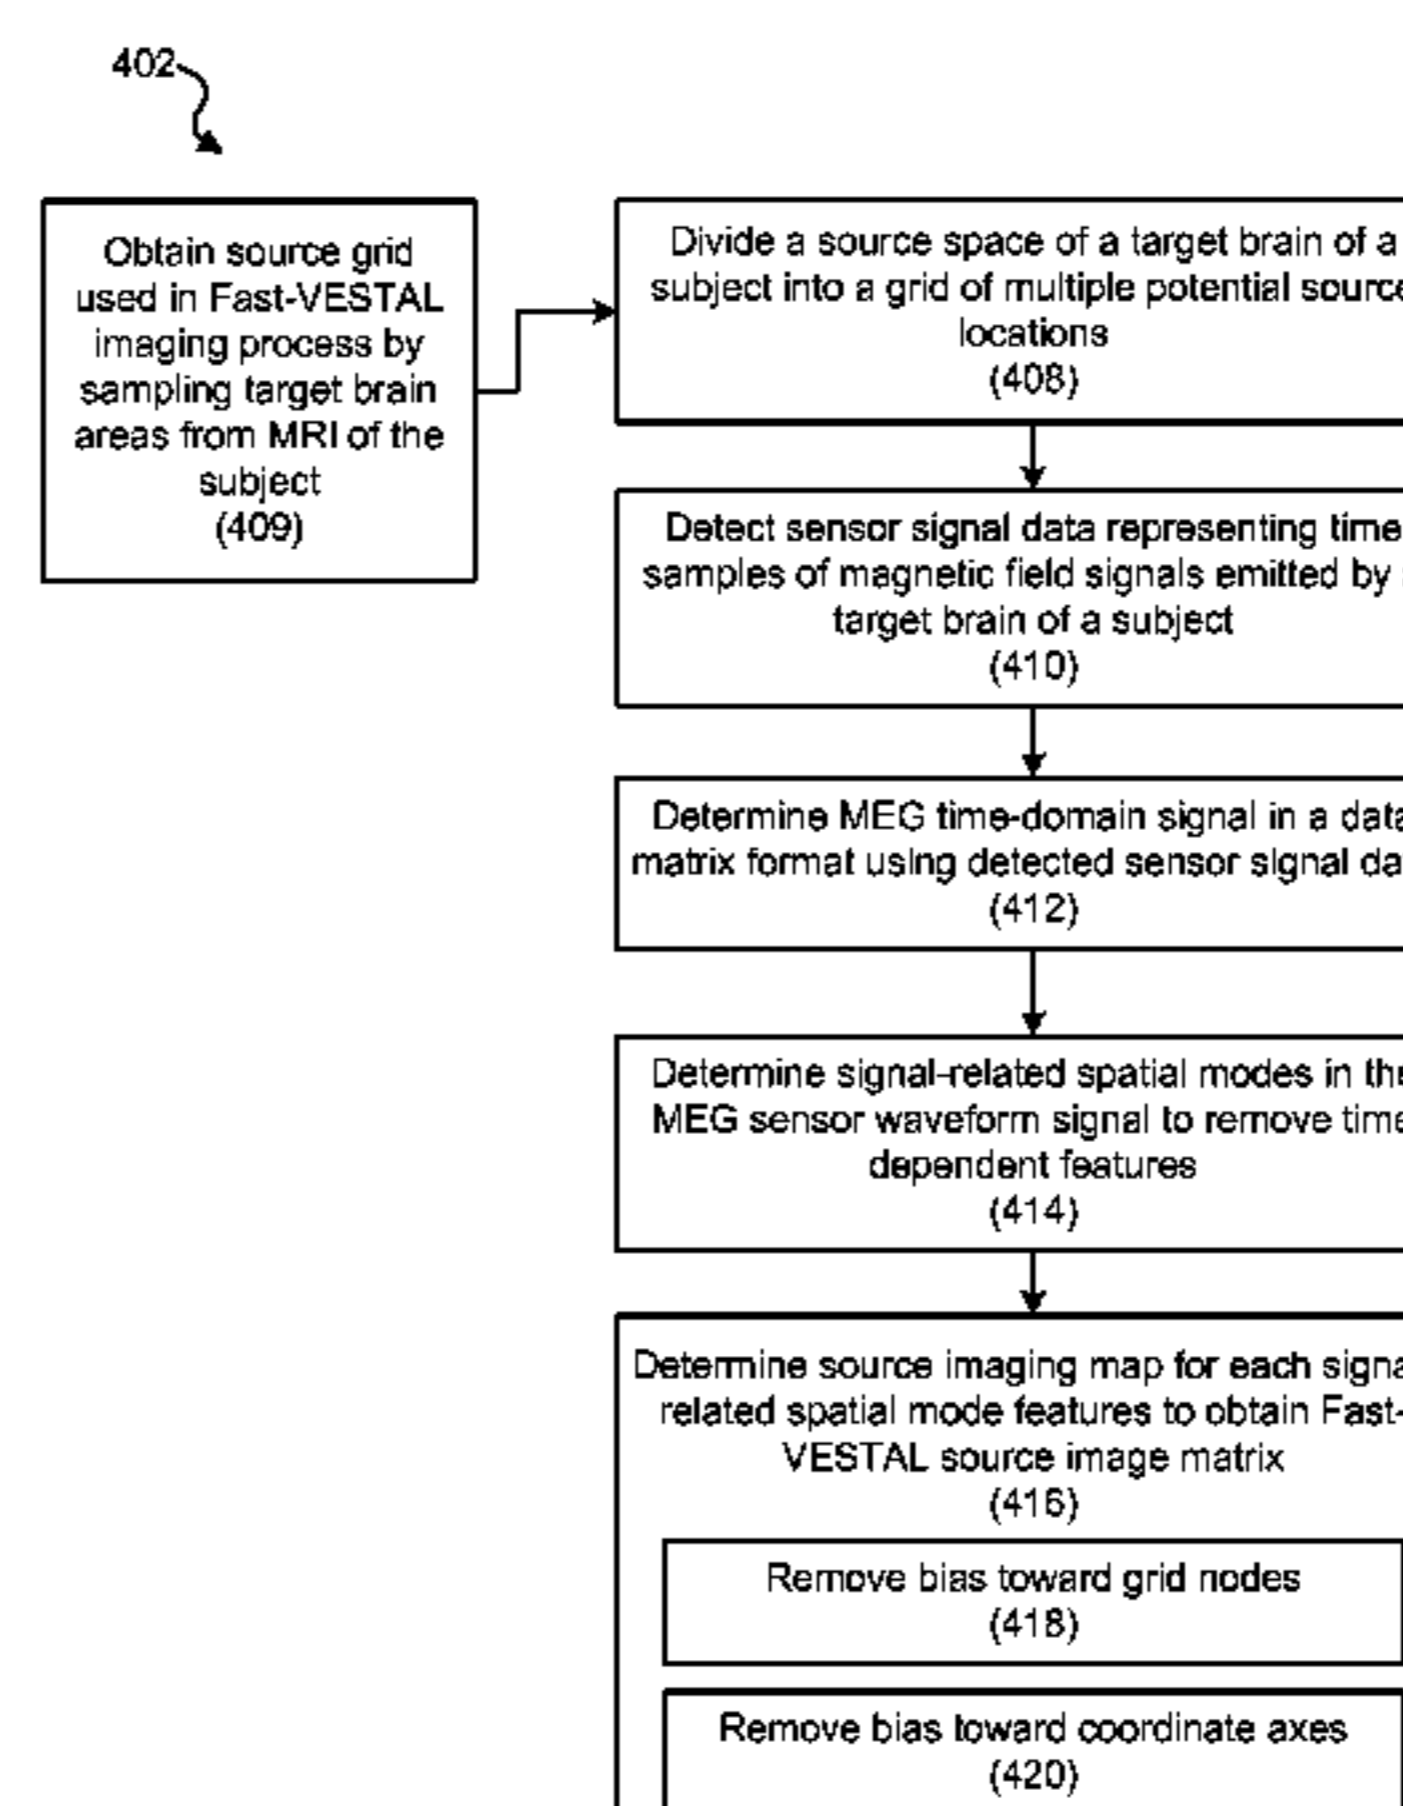 402
Obtain source grid
used in Fast-VESTAL
imaging process by
sampling target brain
areas from MRI of the
subject
(409)
Divide a source space of a target brain of a
subject into a grid of multiple potential source
locations
(408)
Detect sensor signal data representing time
samples of magnetic field signals emitted by
target brain of a subject
(410)
Determine MEG time-domain signal in a data
matrix format using detected sensor signal da
(412)
Determine signal-related spatial modes in the
MEG sensor waveform signal to remove time
dependent features
(414)
Determine source imaging map for each signa
related spatial mode features to obtain Fast-
VESTAL source image matrix
(416)
Remove bias toward grid nodes
(418)
Remove bias toward coordinate axes
(420)